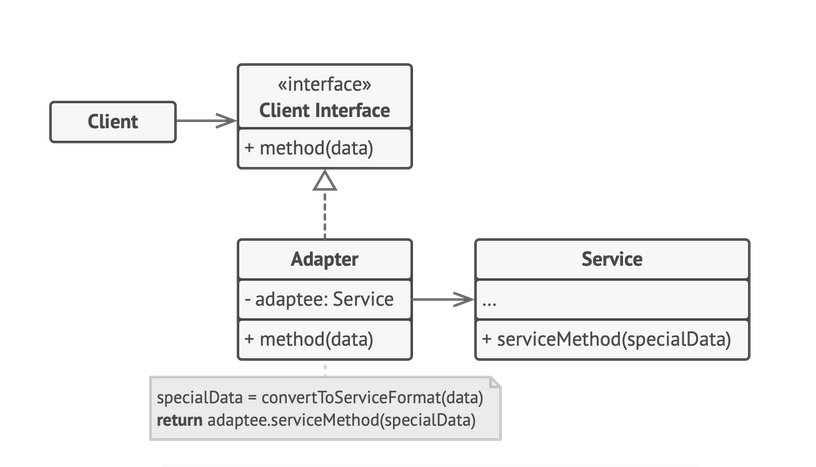 «interface»
Client Interface
Client
+ method(data)
Adapter
- adaptee: Service
+ method(data)
Service
...
+ serviceMethod(specialData)
specialData = convertToServiceFormat(data)
return adaptee.serviceMethod(specialData)